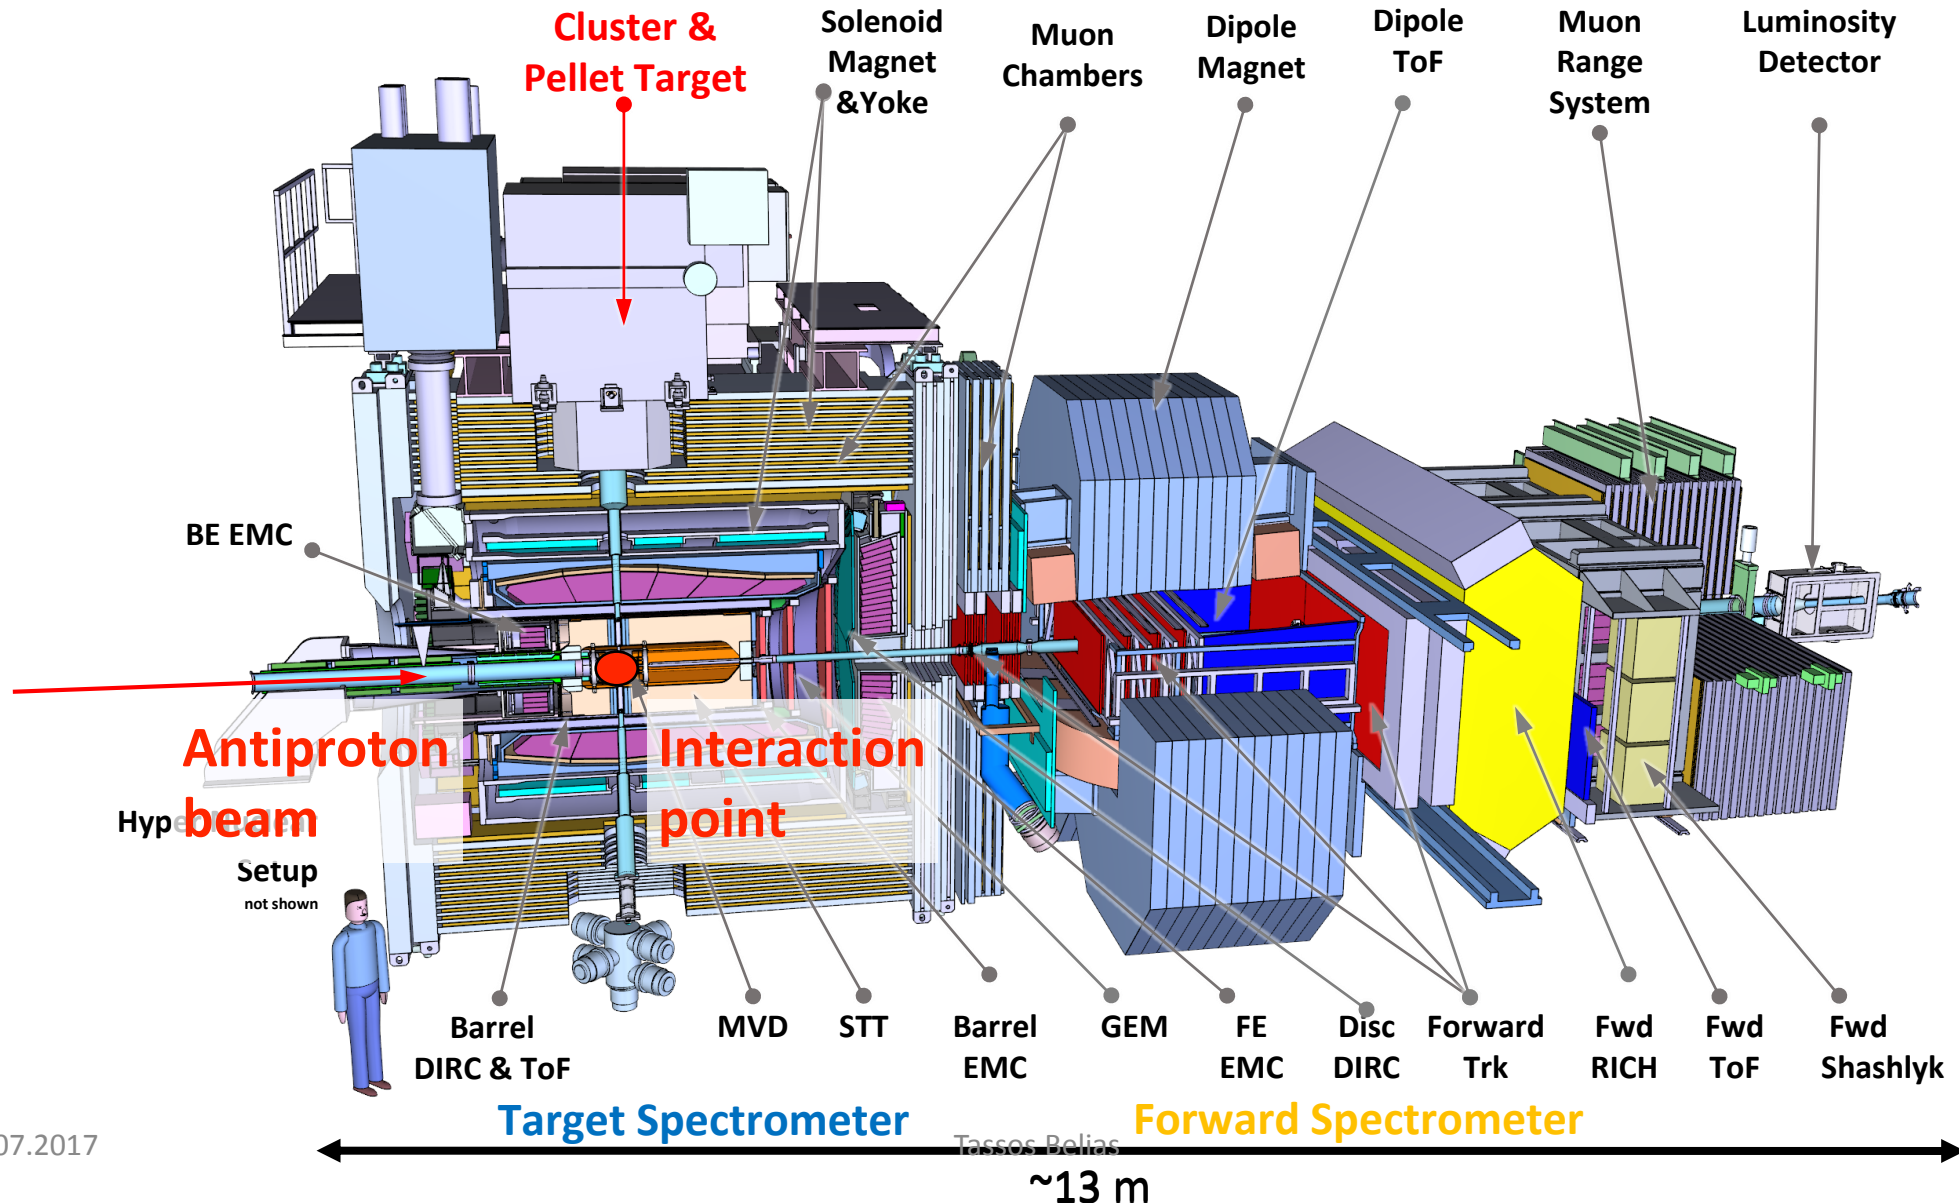 Cluster &
Pellet Target
Solenoid
Magnet
&Yoke
Muon
Chambers
Dipole
Magnet
Dipole
ToF
Muon
Range
System
Luminosity
Detector
BE EMC
Antiproton
beam
Interaction
point
Setup
not shown
Barrel
DIRC & ToF
MVD
STT
Barrel
EMC
GEM
FE
EMC
Disc
DIRC
Forward
Trk
Fwd
RICH
Fwd
ToF
Fwd
Shashlyk
Target Spectrometer
Forward Spectrometer
07.2017
Tassos Belias
~13 m